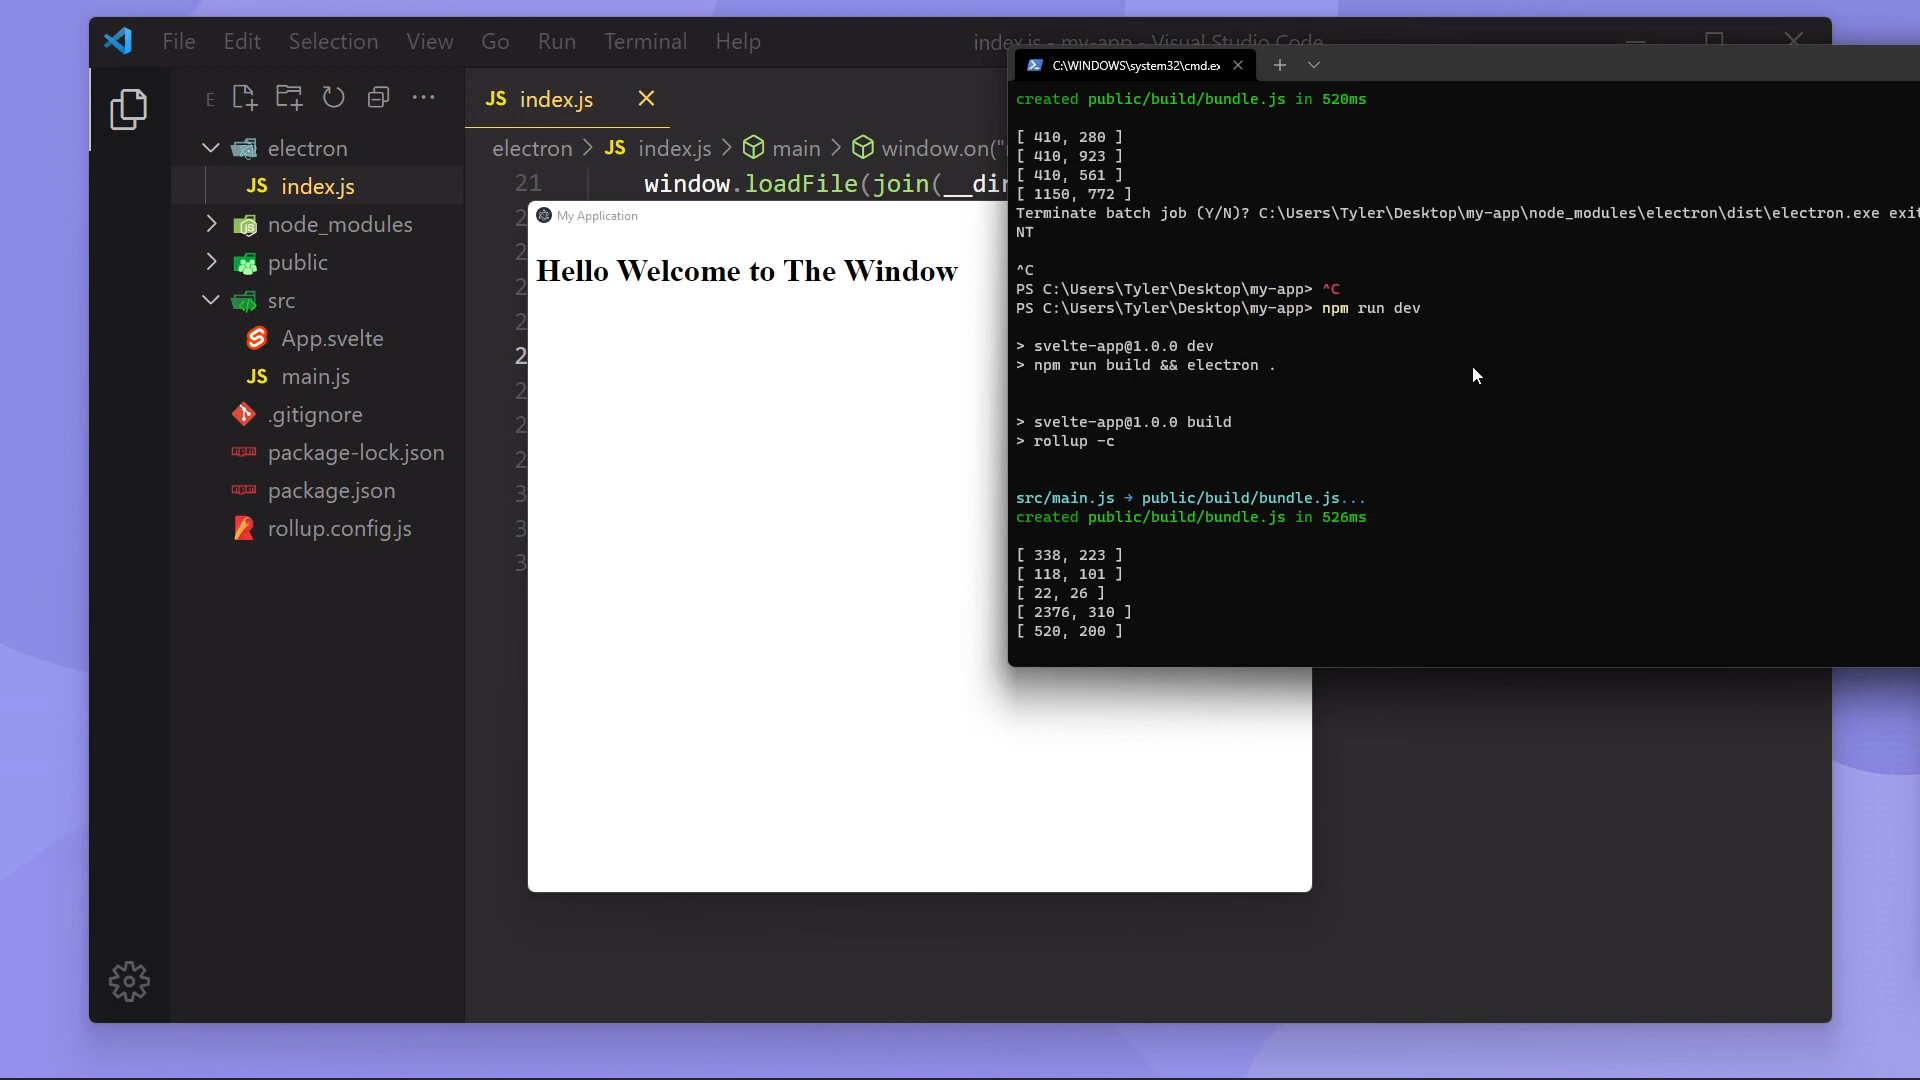 File Edit Selection View Go Run Terminal Help
index.js - my-app - Visual Studio Code
E
electron
JS index.js
node_modules
public
src
App.svelte
JS main.js
.gitignore
package-lock.json
package.json
rollup.config.js
JS index.js
electron > JS index.js > main > window.on("
21 window.loadFile(join(__dir
My Application
Hello Welcome to The Window
C:\WINDOWS\system32\cmd.ex
created public/build/bundle.js in 520ms
[ 410, 280 ]
[ 410, 923 ]
[ 410, 561 ]
[ 1150, 772 ]
Terminate batch job (Y/N)? C:\Users\Tyler\Desktop\my-app\node_modules\electron\dist\electron.exe exit
NT
^C
PS C:\Users\Tyler\Desktop\my-app> ^C
PS C:\Users\Tyler\Desktop\my-app> npm run dev
> svelte-app@1.0.0 dev
> npm run build && electron .
> svelte-app@1.0.0 build
> rollup -c
src/main.js → public/build/bundle.js...
created public/build/bundle.js in 526ms
[ 338, 223 ]
[ 118, 101 ]
[ 22, 26 ]
[ 2376, 310 ]
[ 520, 200 ]